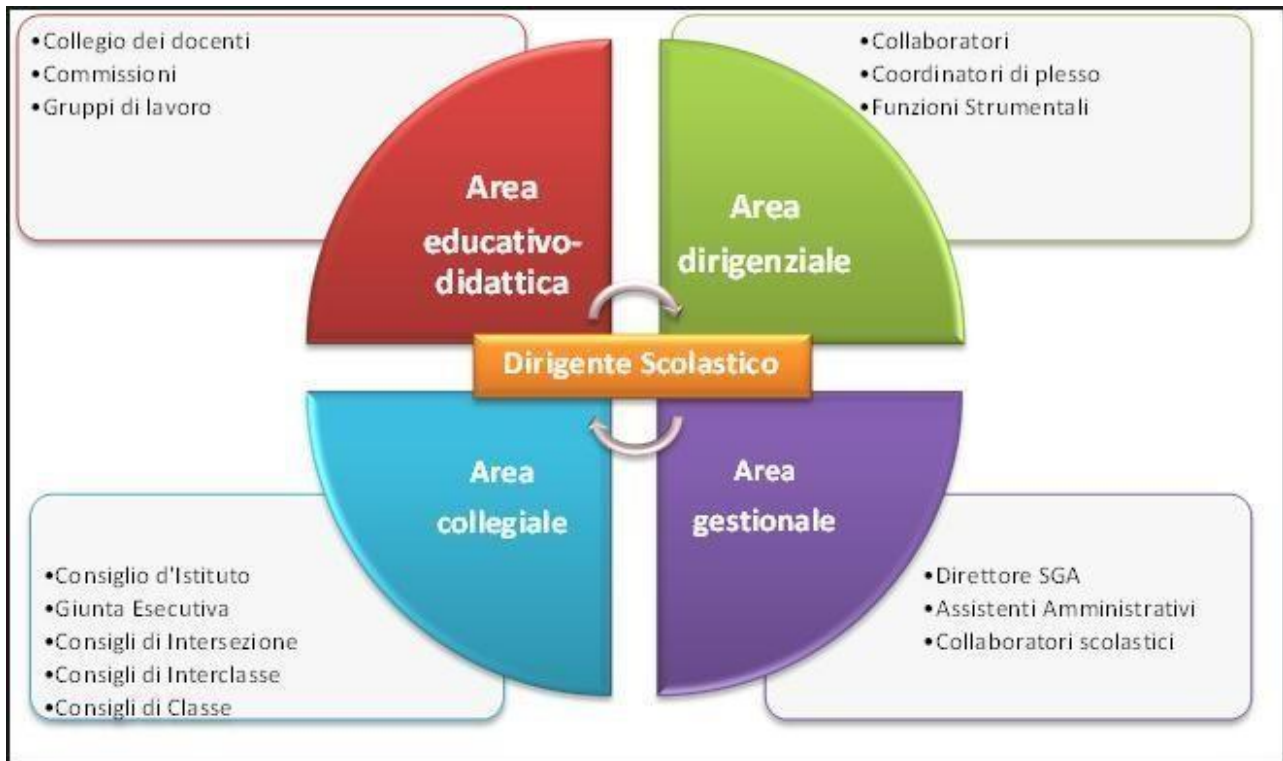 •Collegio dei docenti
•Commissioni
•Gruppi di lavoro
•Collaboratori
•Coordinatori di plesso
•Funzioni Strumentali
Area
educativo-
didattica
Area
dirigenziale
Dirigente Scolastico
Area
collegiale
Area
gestionale
•Consiglio d'Istituto
•Giunta Esecutiva
•Consigli di Intersezione
•Consigli di Interclasse
•Consigli di Classe
•Direttore SGA
•Assistenti Amministrativi
•Collaboratori scolastici